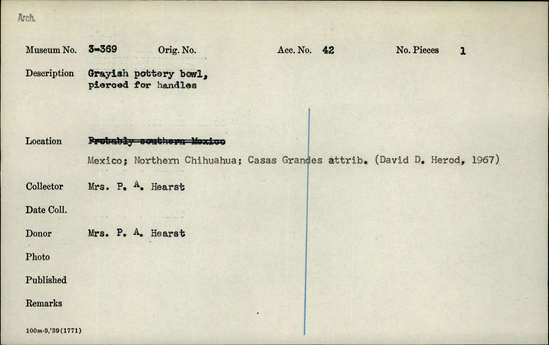 Arch.
Museum No. 3-369 Orig. No. Acc. No. 42 No. Pieces 1
Description Grayish pottery bowl,
pierced for handles
Location Probably southern Mexico
Mexico; Northern Chihuahua; Casas Grandes attrib. (David D. Herod, 1967)
Collector Mrs. P. A. Hearst
Date Coll.
Donor Mrs. P. A. Hearst
Photo
Published
Remarks
100m-9,'39(1771)